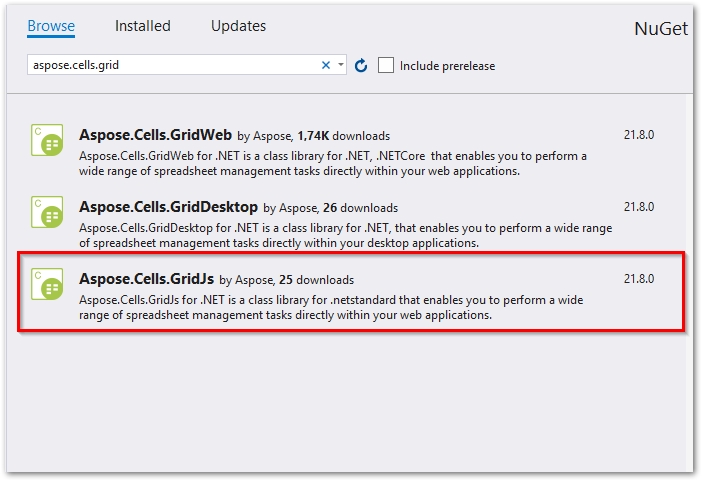 Browse Installed Updates NuGet
aspose.cells.grid Include prerelease
Aspose.Cells.GridWeb by Aspose, 1,74K downloads 21.8.0
Aspose.Cells.GridWeb for .NET is a class library for .NET, .NETCore that enables you to perform a
wide range of spreadsheet management tasks directly within your web applications.
Aspose.Cells.GridDesktop by Aspose, 26 downloads 21.8.0
Aspose.Cells.GridDesktop for .NET is a class library for .NET, that enables you to perform a wide range
of spreadsheet management tasks directly within your desktop applications.
Aspose.Cells.GridJs by Aspose, 25 downloads 21.8.0
Aspose.Cells.GridJs for .NET is a class library for .netstandard that enables you to perform a wide
range of spreadsheet management tasks directly within your web applications.